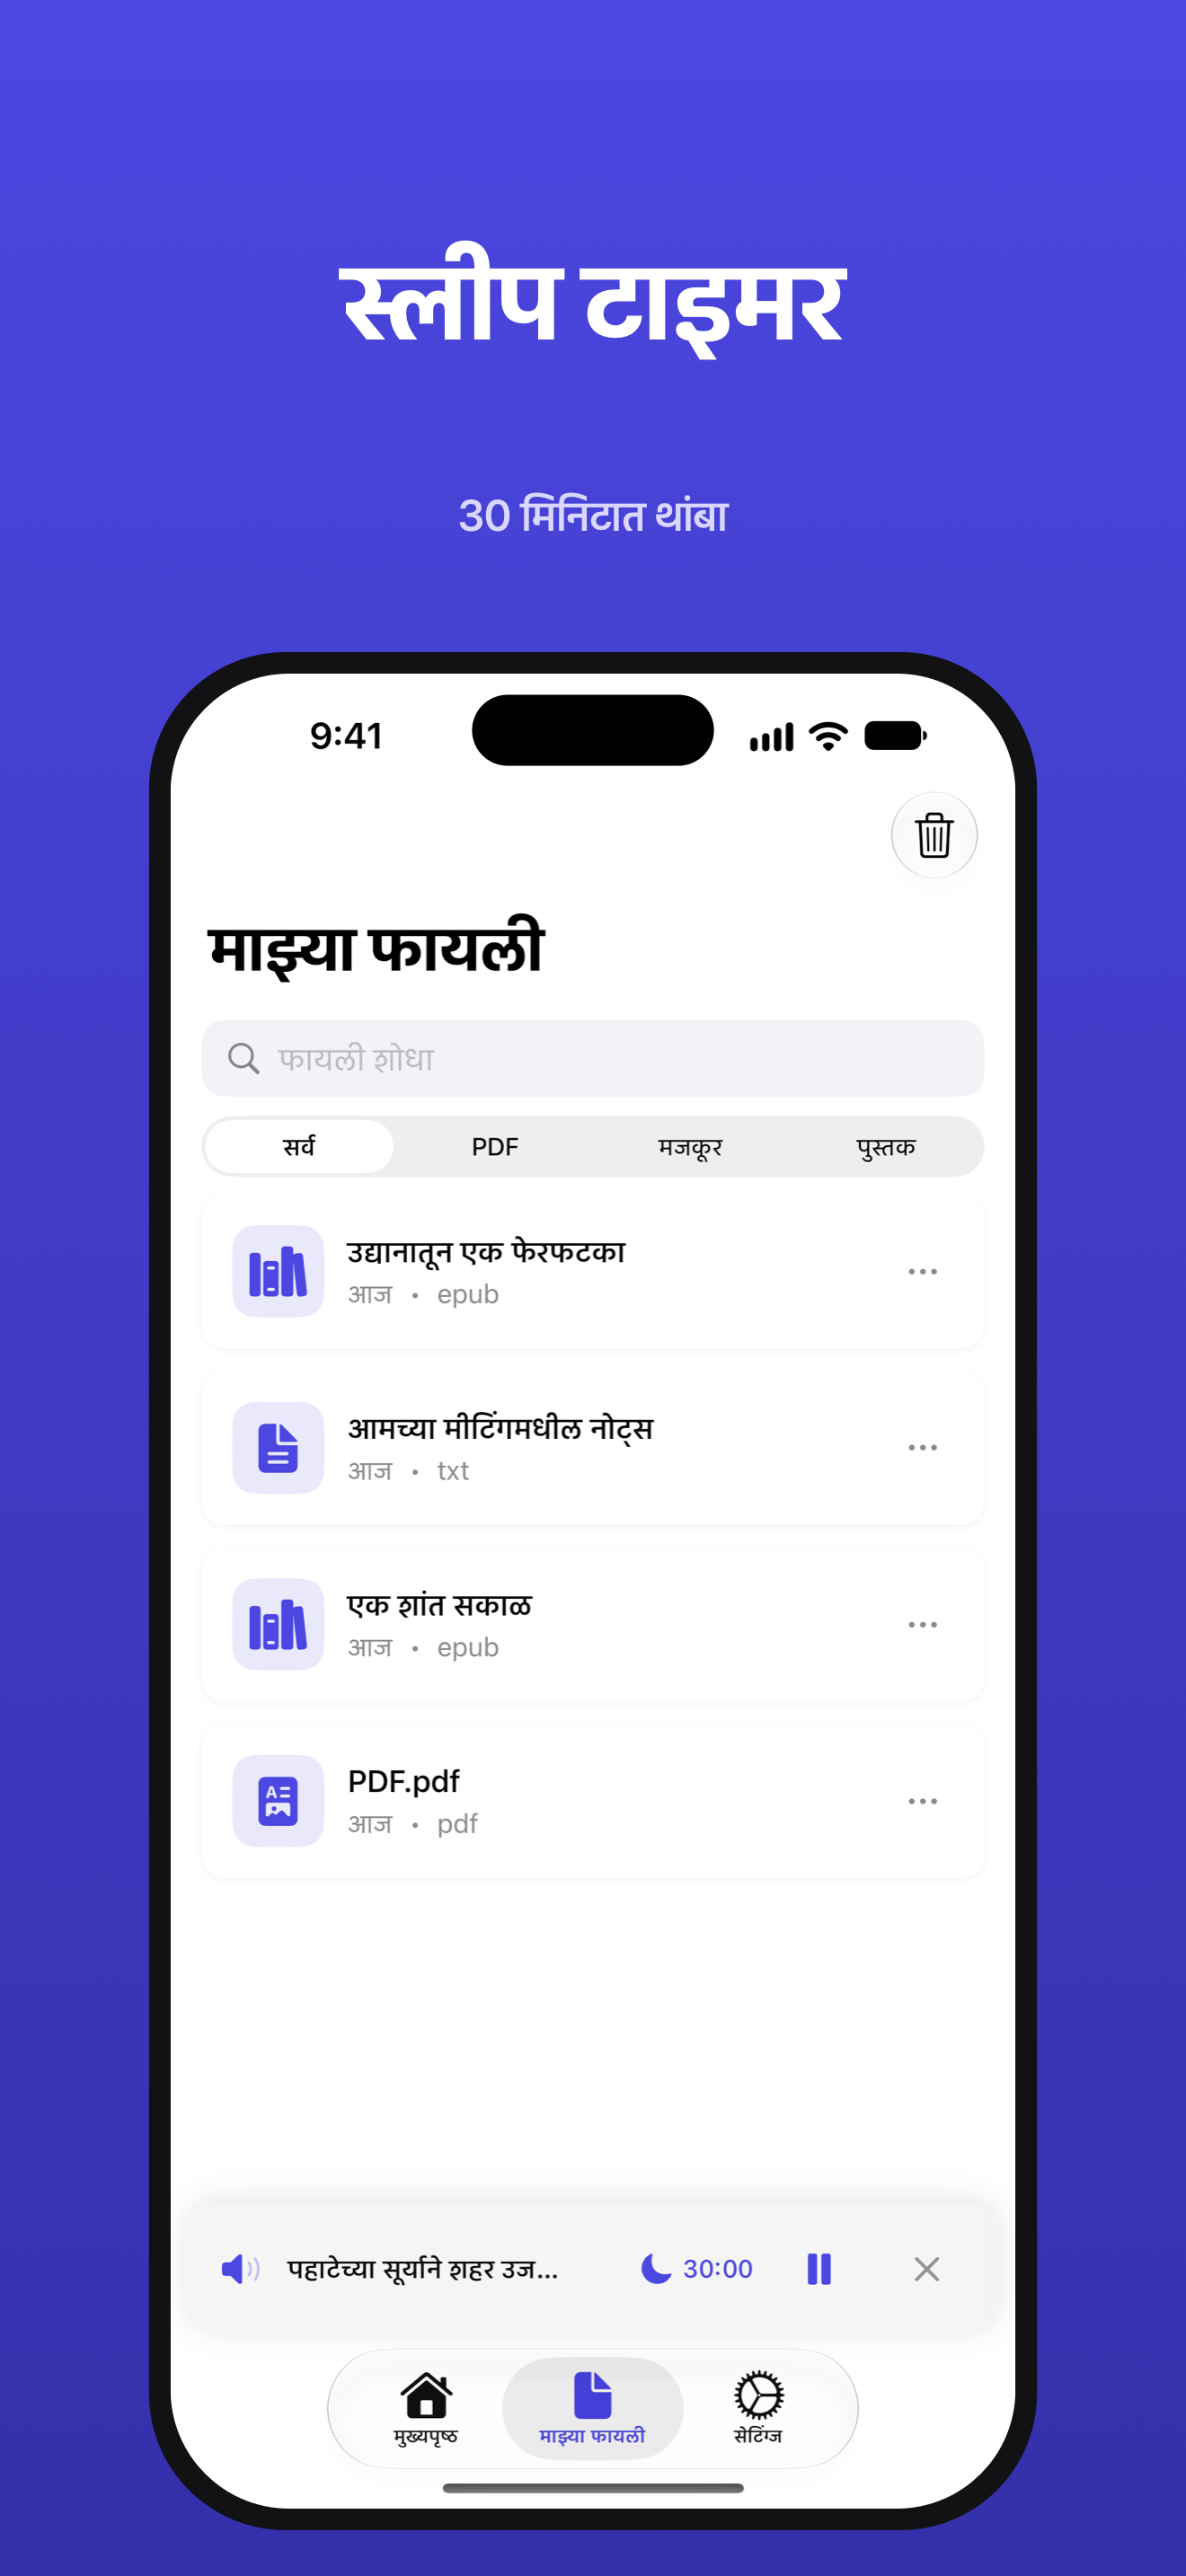 स्लीप टाइमर
30 मिनिटात थांबा
9:41
माझ्या फायली
फायली शोधा
सर्व PDF मजकूर पुस्तक
उद्यानातून एक फेरफटका
आज • epub
आमच्या मीटिंगमधील नोट्स
आज • txt
एक शांत सकाळ
आज • epub
PDF.pdf
आज • pdf
पहाटेच्या सूर्याने शहर उज... 30:00
मुख्यपृष्ठ माझ्या फायली सेटिंग्ज